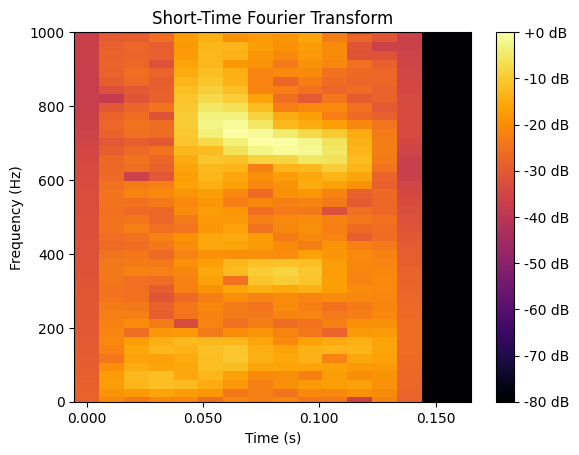 Short-Time Fourier Transform
1000
800
600
400
200
0
Frequency (Hz)
0.000
0.050
0.100
0.150
Time (s)
+0 dB
-10 dB
-20 dB
-30 dB
-40 dB
-50 dB
-60 dB
-70 dB
-80 dB